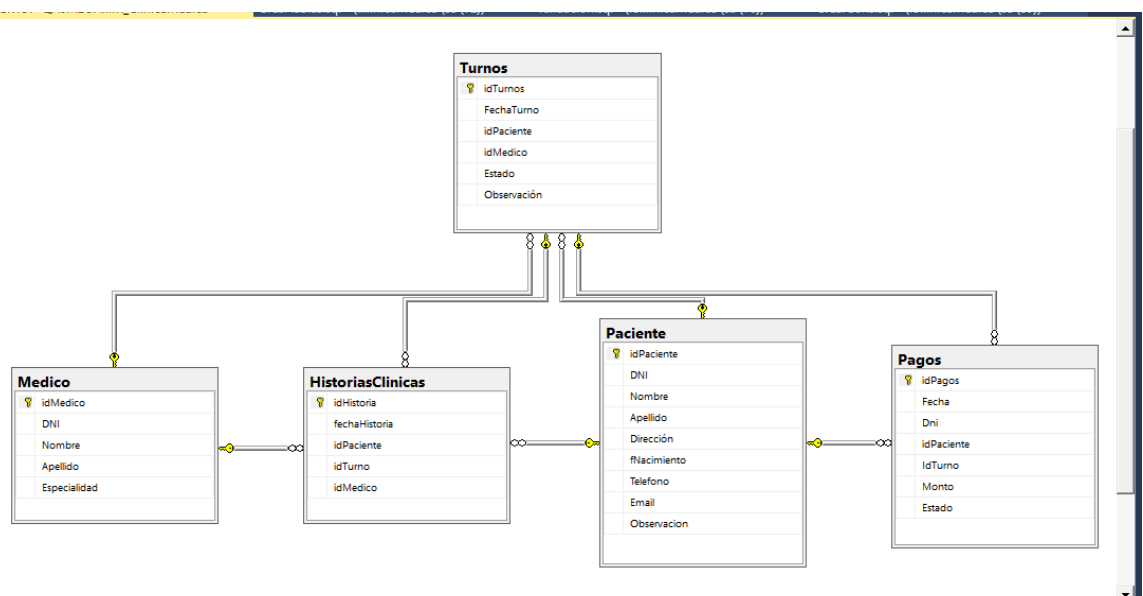 Turnos
idTurnos
FechaTurno
idPaciente
idMedico
Estado
Observación
Medico
idMedico
DNI
Nombre
Apellido
Especialidad
HistoriasClinicas
idHistoria
fechaHistoria
idPaciente
idTurno
idMedico
Paciente
idPaciente
DNI
Nombre
Apellido
Dirección
fNacimiento
Telefono
Email
Observacion
Pagos
idPagos
Fecha
Dni
idPaciente
IdTurno
Monto
Estado